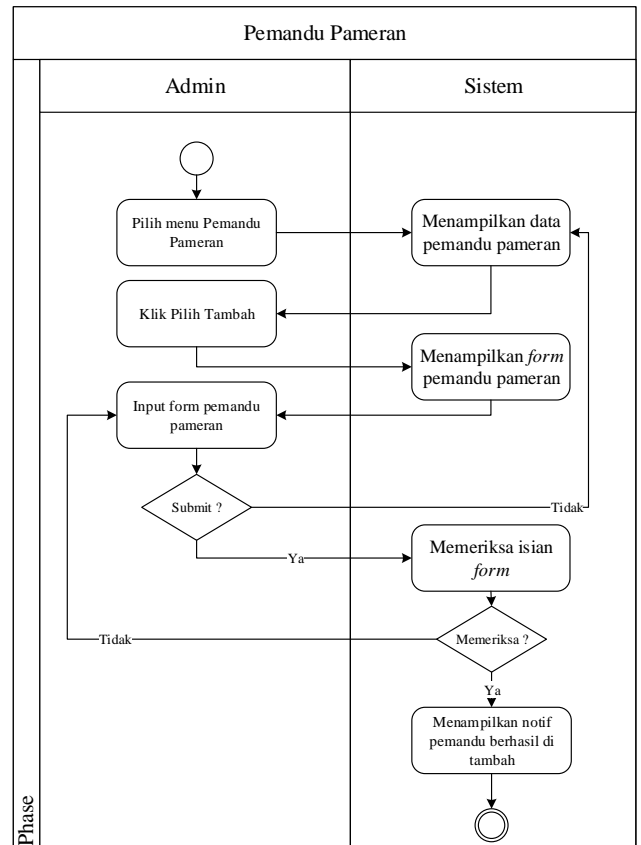 Pemandu Pameran
Admin
Sistem
Pilih menu Pemandu
Pameran
Menampilkan data
pemandu pameran
Klik Pilih Tambah
Menampilkan form
pemandu pameran
Input form pemandu
pameran
Submit ?
Tidak
Ya
Memeriksa isian
form
Tidak
Memeriksa ?
Ya
Menampilkan notif
pemandu berhasil di
tambah
Phase